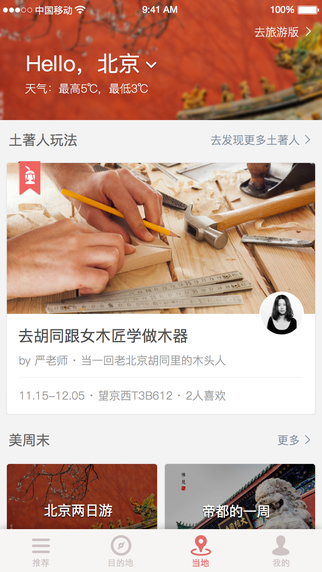 中国移动 9:41 AM 100%
去旅游版
Hello，北京
天气：最高5℃，最低3℃
土著人玩法
去发现更多土著人
去胡同跟女木匠学做木器
by 严老师 · 当一回老北京胡同里的木头人
11.15-12.05 · 望京西T3B612 · 2人喜欢
美周末
更多
北京两日游
帝都的一周
推荐
目的地
当地
我的